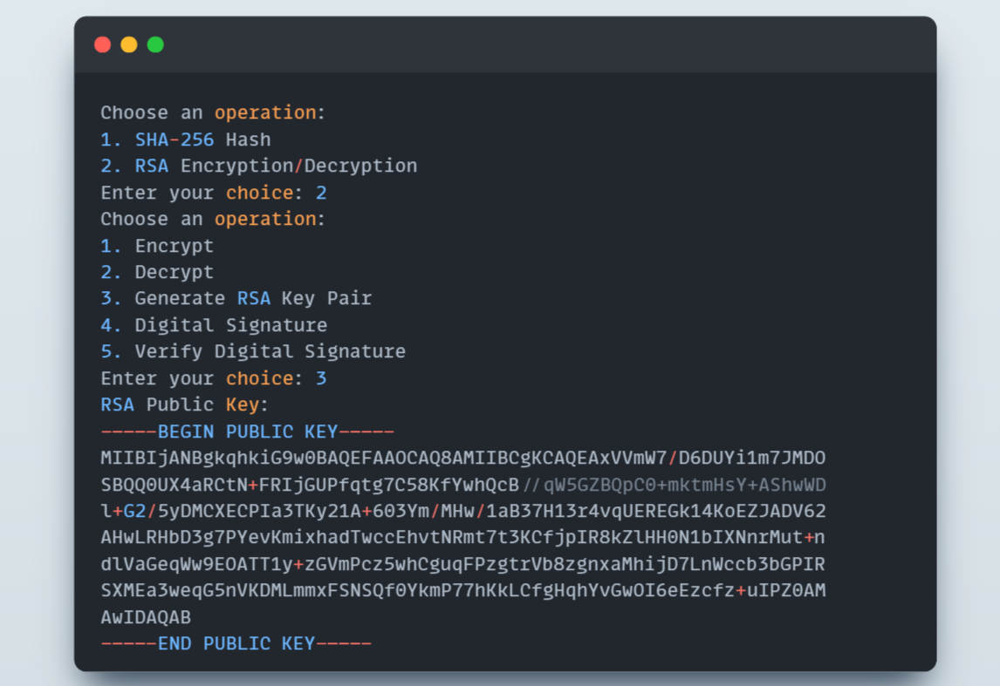 Choose an operation:
1. SHA-256 Hash
2. RSA Encryption/Decryption
Enter your choice: 2
Choose an operation:
1. Encrypt
2. Decrypt
3. Generate RSA Key Pair
4. Digital Signature
5. Verify Digital Signature
Enter your choice: 3
RSA Public Key:
-----BEGIN PUBLIC KEY-----
MIIBIjANBgkqhkiG9w0BAQEFAAOCAQ8AMIIBCgKCAQEAxVVmW7/D6DUYi1m7JMDO
SBQQ0UX4aRCtN+FRIjGUPfqtg7C58KfYwhQcB//qW5GZBQpC0+mktmHsY+AShwWD
l+G2/5yDMCXECPIa3TKy21A+603Ym/MHw/1aB37H13r4vqUEREGk14KoEZJADV62
AHwLRHbD3g7PYevKmixhadTwccEhvtNRmt7t3KCfjpIR8kZlHH0N1bIXNnrMut+n
dlVaGeqWw9EOATT1y+zGVmPcz5whCguqFPzgtrVb8zgnxaMhijD7LnWccb3bGPIR
SXMEa3weqG5nVKDMLmmxFSNSQf0YkmP77hKkLCfgHqhYvGwOI6eEzcfz+uIPZ0AM
AwIDAQAB
-----END PUBLIC KEY-----